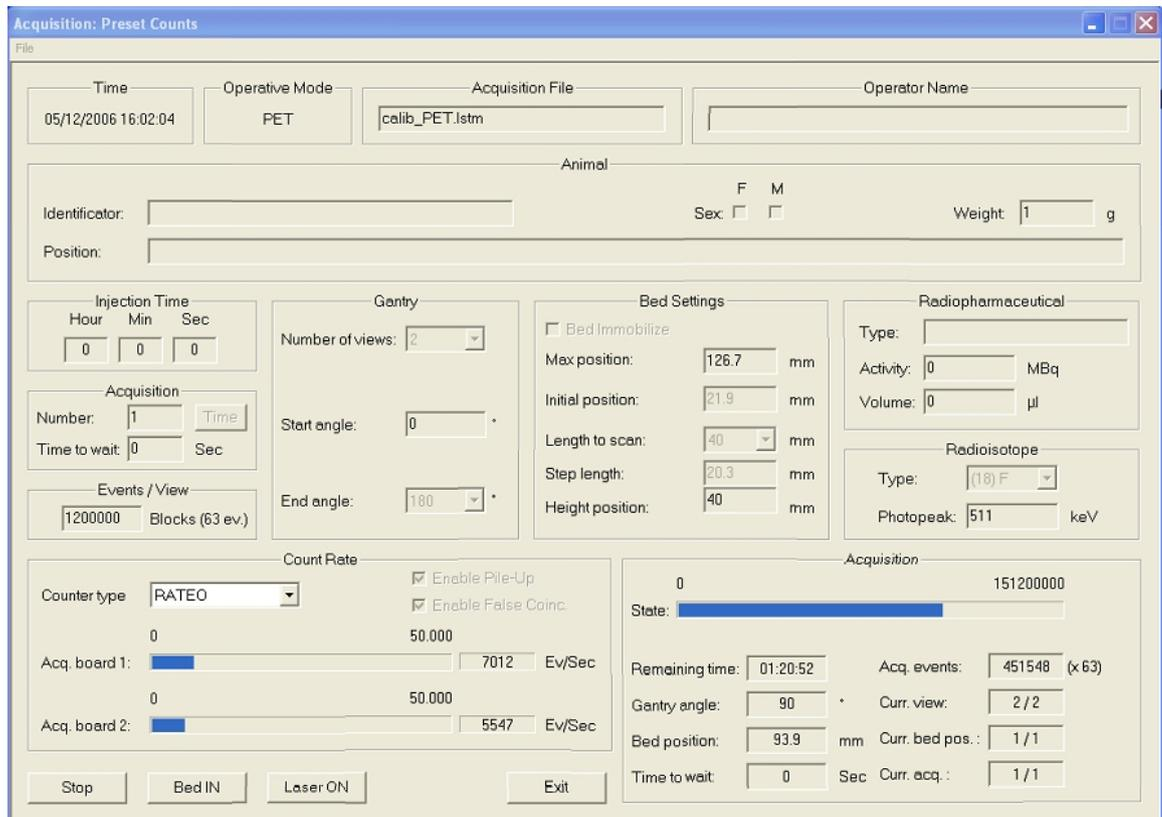 Acquisition: Preset Counts
File
Time
05/12/2006 16:02:04
Operative Mode
PET
Acquisition File
calib_PET.lstm
Operator Name
Animal
Identificator:
Sex: F M
Weight: 1 g
Position:
Injection Time
Hour Min Sec
0 0 0
Acquisition
Number: 1 Time
Time to wait: 0 Sec
Events / View
1200000 Blocks (63 ev.)
Gantry
Number of views: 2
Start angle: 0 °
End angle: 180 °
Bed Settings
Bed Immobilize
Max position: 126.7 mm
Initial position: 21.9 mm
Length to scan: 40 mm
Step length: 20.3 mm
Height position: 40 mm
Radiopharmaceutical
Type:
Activity: 0 MBq
Volume: 0 µl
Radioisotope
Type: (18) F
Photopeak: 511 keV
Count Rate
Counter type RATEO
Enable Pile-Up
Enable False Coinc.
0 50.000
Acq. board 1: 7012 Ev/Sec
0 50.000
Acq. board 2: 5547 Ev/Sec
Acquisition
0 151200000
State:
Remaining time: 01:20:52 Acq. events: 451548 (x 63)
Gantry angle: 90 ° Curr. view: 2 / 2
Bed position: 93.9 mm Curr. bed pos. : 1 / 1
Time to wait: 0 Sec Curr. acq. : 1 / 1
Stop Bed IN Laser ON Exit